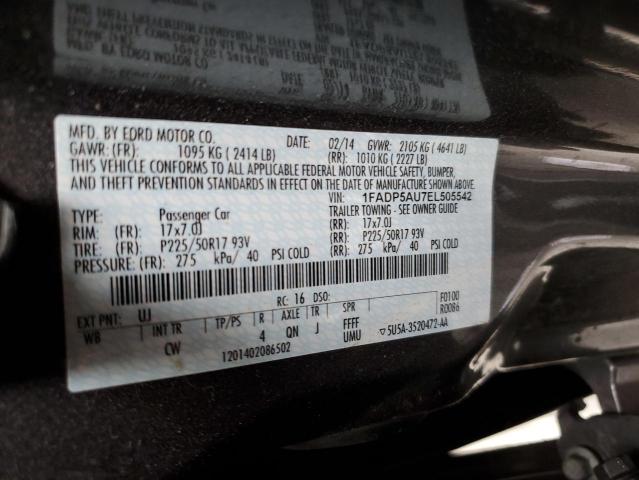 MFD. BY FORD MOTOR CO.
DATE: 02/14 GVWR: 2105 KG (4641 LB)
GAWR: (FR): 1095 KG ( 2414 LB) (RR): 1010 KG ( 2227 LB)
THIS VEHICLE CONFORMS TO ALL APPLICABLE FEDERAL MOTOR VEHICLE SAFETY, BUMPER,
AND THEFT PREVENTION STANDARDS IN EFFECT ON THE DATE OF MANUFACTURE SHOWN ABOVE.
VIN: 1FADP5AU7EL505542
TYPE: Passenger Car TRAILER TOWING - SEE OWNER GUIDE
RIM: (FR) 17x7.0J (RR): 17x7.0J
TIRE: (FR) P225/50R17 93V (RR): P225/50R17 93V
PRESSURE: (FR) 275 kPa/ 40 PSI COLD (RR): 275 kPa/ 40 PSI COLD
RC: 16 DSO: F0100
EXT PNT: UJ R0086
WB INT TR TP/PS R AXLE TR SPR
CW 4 QN J FFFF
UMU ▽5U5A-3520472-AA
1201402086502